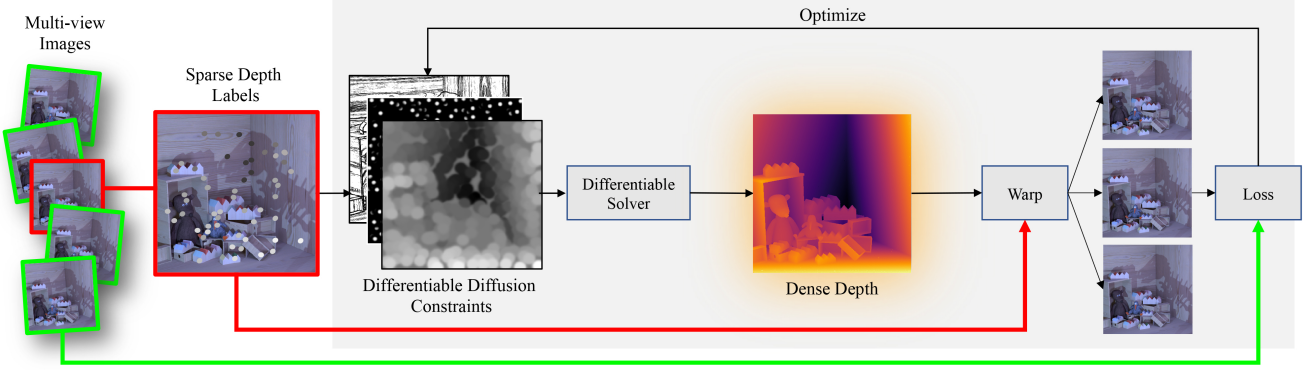 Multi-view
Images
Sparse Depth
Labels
Optimize
Differentiable
Solver
Warp
Loss
Differentiable Diffusion
Constraints
Dense Depth